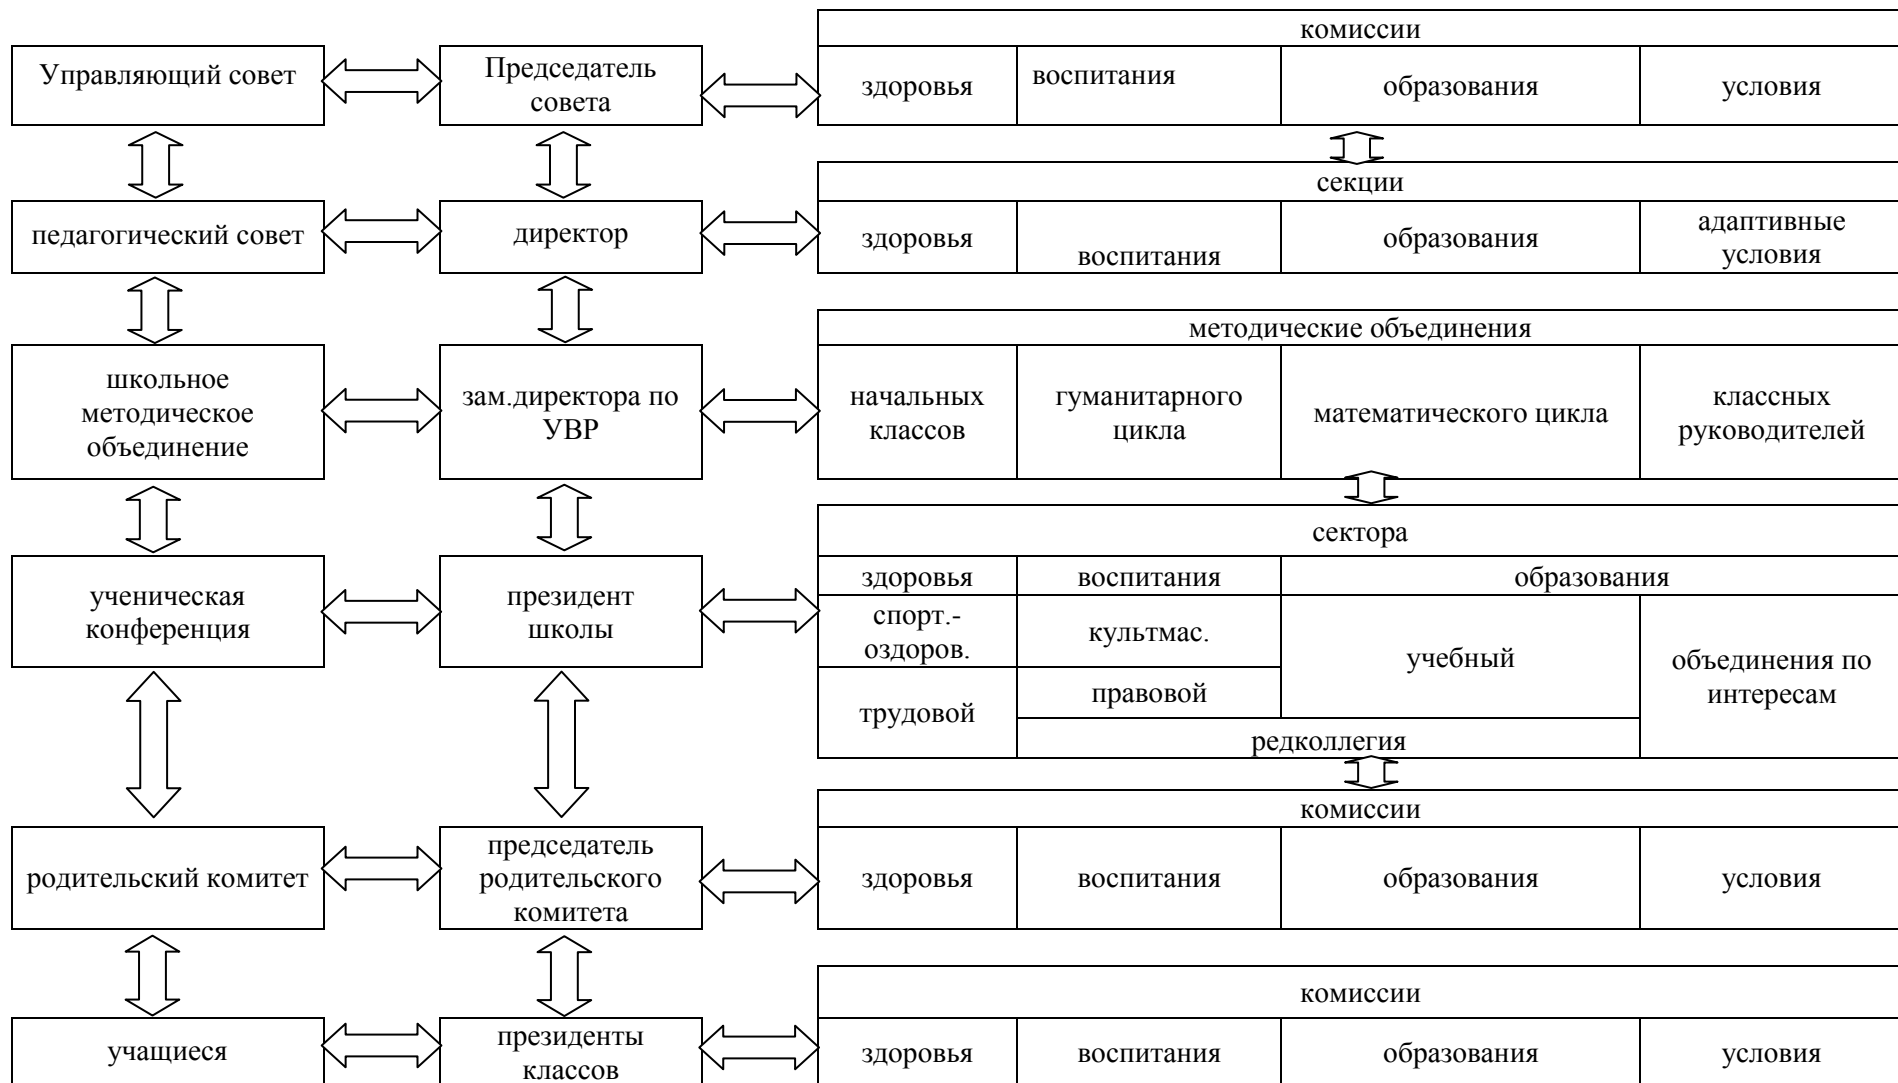 комиссии
Управляющий совет
Председатель
совета
здоровья
воспитания
образования
условия
секции
педагогический совет
директор
здоровья
воспитания
образования
адаптивные
условия
методические объединения
школьное
методическое
объединение
зам.директора по
УВР
начальных
классов
гуманитарного
цикла
математического цикла
классных
руководителей
сектора
ученическая
конференция
президент
школы
здоровья
воспитания
образования
спорт.-
оздоров.
культмас.
учебный
объединения по
интересам
трудовой
правовой
редколлегия
комиссии
родительский комитет
председатель
родительского
комитета
здоровья
воспитания
образования
условия
комиссии
учащиеся
президенты
классов
здоровья
воспитания
образования
условия